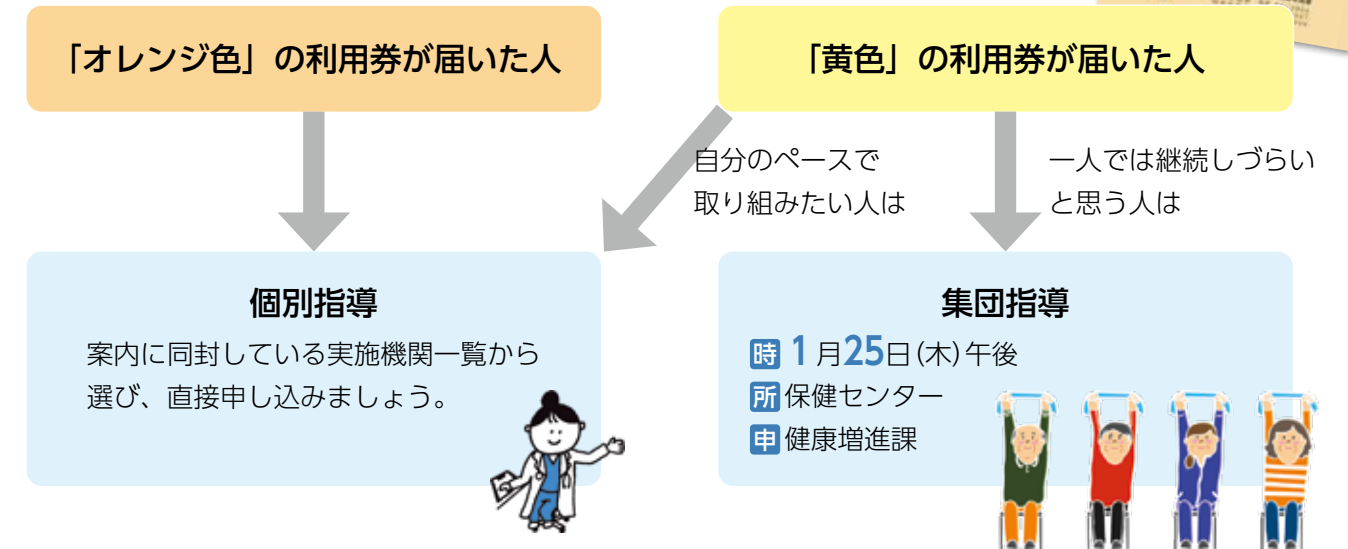 「オレンジ色」の利用券が届いた人
「黄色」の利用券が届いた人
自分のペースで
取り組みたい人は
一人では継続しづらい
と思う人は
個別指導
案内に同封している実施機関一覧から
選び、直接申し込みましょう。
集団指導
時 1月25日(木)午後
所 保健センター
申 健康増進課